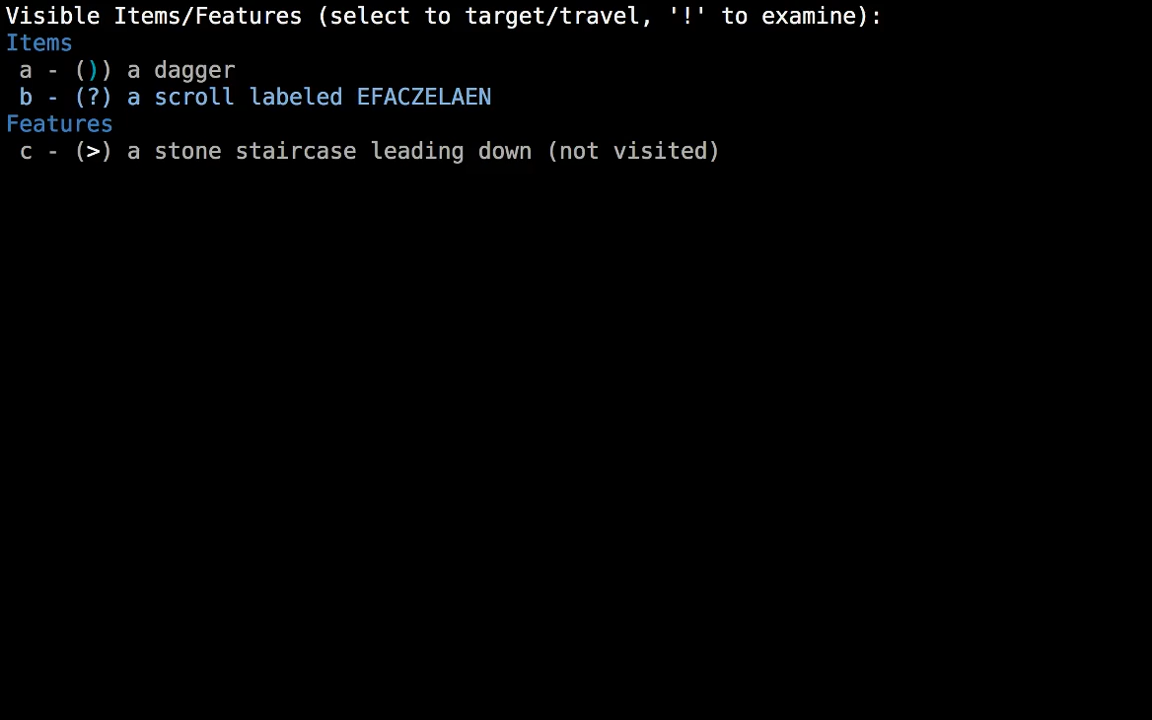 Visible Items/Features (select to target/travel, '!' to examine):
Items
a - ()) a dagger
b - (?) a scroll labeled EFACZELAEN
Features
c - (>) a stone staircase leading down (not visited)